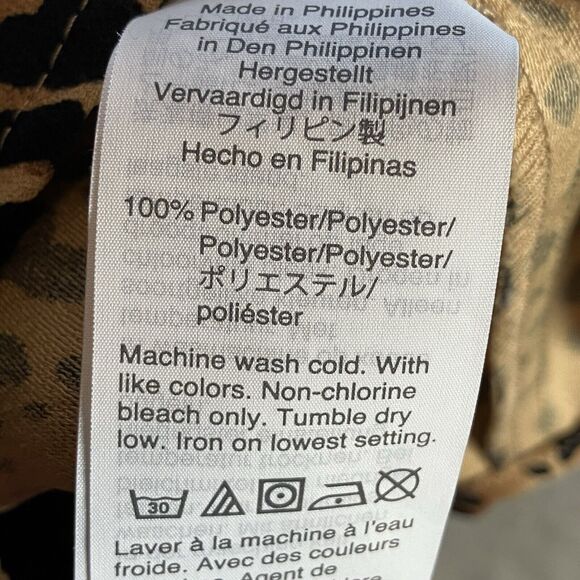 Made in Philippines
Fabriqué aux Philippines
in Den Philippinen
Hergestellt
Vervaardigd in Filipijnen
フィリピン製
Hecho en Filipinas
100% Polyester/Polyester/
Polyester/Polyester/
ポリエステル/
poliéster
Machine wash cold. With
like colors. Non-chlorine
bleach only. Tumble dry
low. Iron on lowest setting.
30
Laver à la machine à l'eau
froide. Avec des couleurs
Agent de